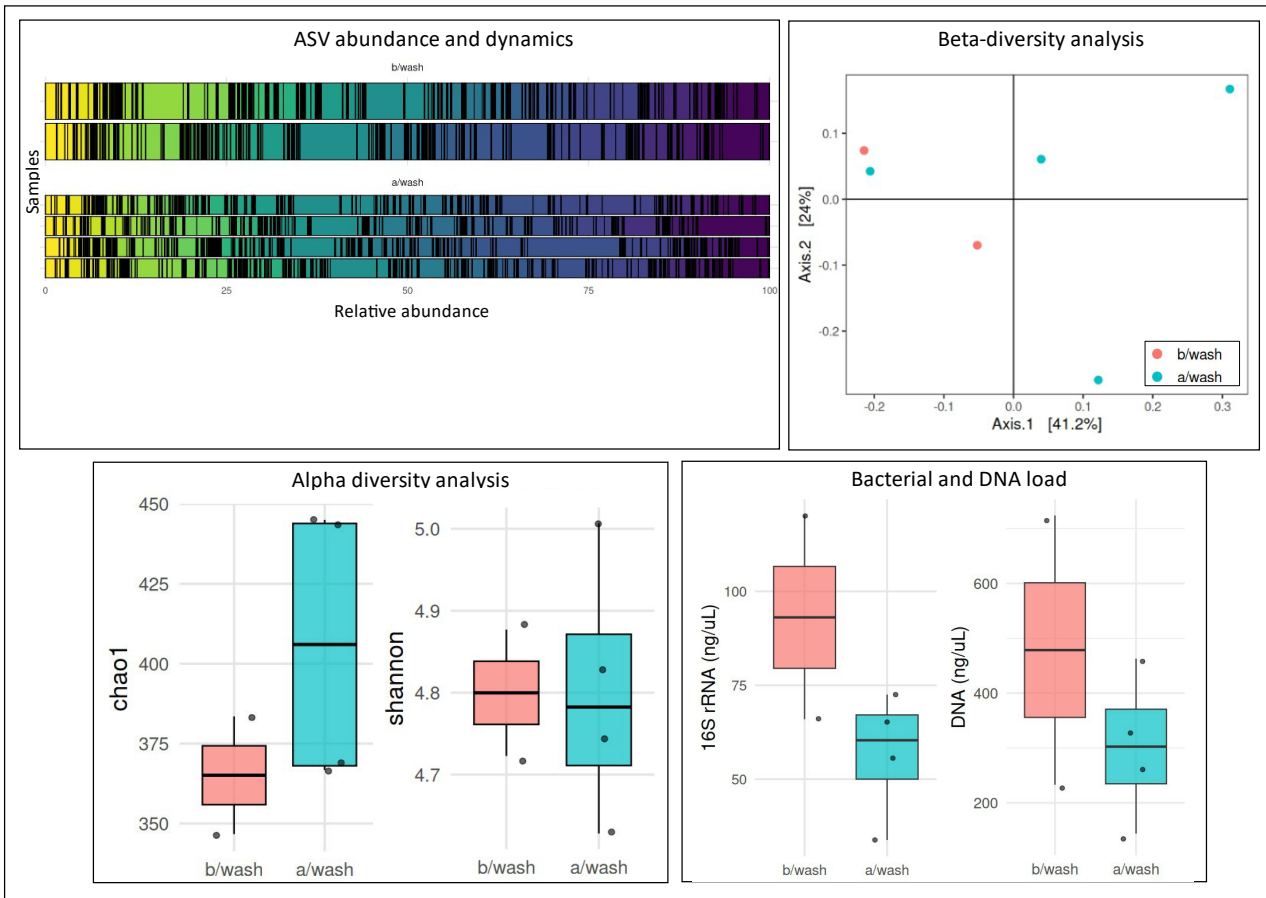 ASV abundance and dynamics
b/wash
a/wash
Samples
0 25 50 75 100
Relative abundance
Beta-diversity analysis
0.1
0.0
-0.1
-0.2
Axis.2 [24%]
-0.2 -0.1 0.0 0.1 0.2 0.3
Axis.1 [41.2%]
b/wash
a/wash
Alpha diversity analysis
450
425
400
375
350
chao1
b/wash a/wash
5.0
4.9
4.8
4.7
shannon
b/wash a/wash
Bacterial and DNA load
100
75
50
16S rRNA (ng/uL)
b/wash a/wash
600
400
200
DNA (ng/uL)
b/wash a/wash